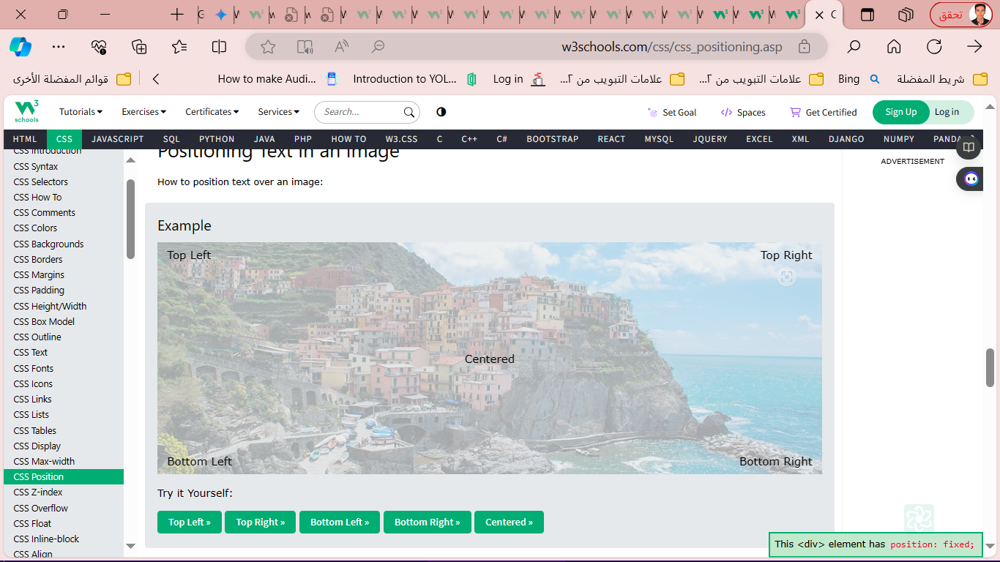 w3schools.com/css/css_positioning.asp
تحقق
قوائم المفضلة الأخرى
How to make Audi...
Introduction to YOL...
Log in
علامات التبويب من ٢...
علامات التبويب من ٢...
Bing
شريط المفضلة
W3 schools
Tutorials
Exercises
Certificates
Services
Search...
Set Goal
Spaces
Get Certified
Sign Up
Log in
HTML CSS JAVASCRIPT SQL PYTHON JAVA PHP HOW TO W3.CSS C C++ C# BOOTSTRAP REACT MYSQL JQUERY EXCEL XML DJANGO NUMPY PANDA
CSS Introduction
CSS Syntax
CSS Selectors
CSS How To
CSS Comments
CSS Colors
CSS Backgrounds
CSS Borders
CSS Margins
CSS Padding
CSS Height/Width
CSS Box Model
CSS Outline
CSS Text
CSS Fonts
CSS Icons
CSS Links
CSS Lists
CSS Tables
CSS Display
CSS Max-width
CSS Position
CSS Z-index
CSS Overflow
CSS Float
CSS Inline-block
CSS Align
Positioning Text In an Image
How to position text over an image:
Example
Top Left
Top Right
Centered
Bottom Left
Bottom Right
Try it Yourself:
Top Left »
Top Right »
Bottom Left »
Bottom Right »
Centered »
ADVERTISEMENT
This <div> element has position: fixed;